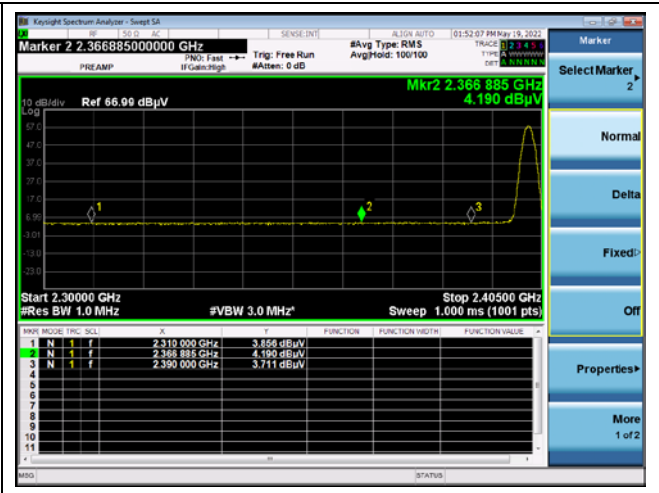 Keysight Spectrum Analyzer - Swept SA
RF 50 Ω AC SENSE:INT ALIGN AUTO 01:52:07 PM May 19, 2022
Marker 2 2.366885000000 GHz
PREAMP
PNO: Fast
IFGain:High
Trig: Free Run
#Atten: 0 dB
#Avg Type: RMS
Avg|Hold: 100/100
TRACE 1 2 3 4 5 6
TYPE A WWWWW
DET A N N N N N
Mkr2 2.366 885 GHz
4.190 dBµV
10 dB/div Ref 66.99 dBµV
Log
57.0
47.0
37.0
27.0
17.0
6.99
-3.01
-13.0
-23.0
1
2
3
Start 2.30000 GHz Stop 2.40500 GHz
#Res BW 1.0 MHz #VBW 3.0 MHz* Sweep 1.000 ms (1001 pts)
MKR MODE TRC SCL X Y FUNCTION FUNCTION WIDTH FUNCTION VALUE
1 N 1 f 2.310 000 GHz 3.856 dBµV
2 N 1 f 2.366 885 GHz 4.190 dBµV
3 N 1 f 2.390 000 GHz 3.711 dBµV
4
5
6
7
8
9
10
11
MSG STATUS
Marker
Select Marker
2
Normal
Delta
Fixed
Off
Properties
More
1 of 2